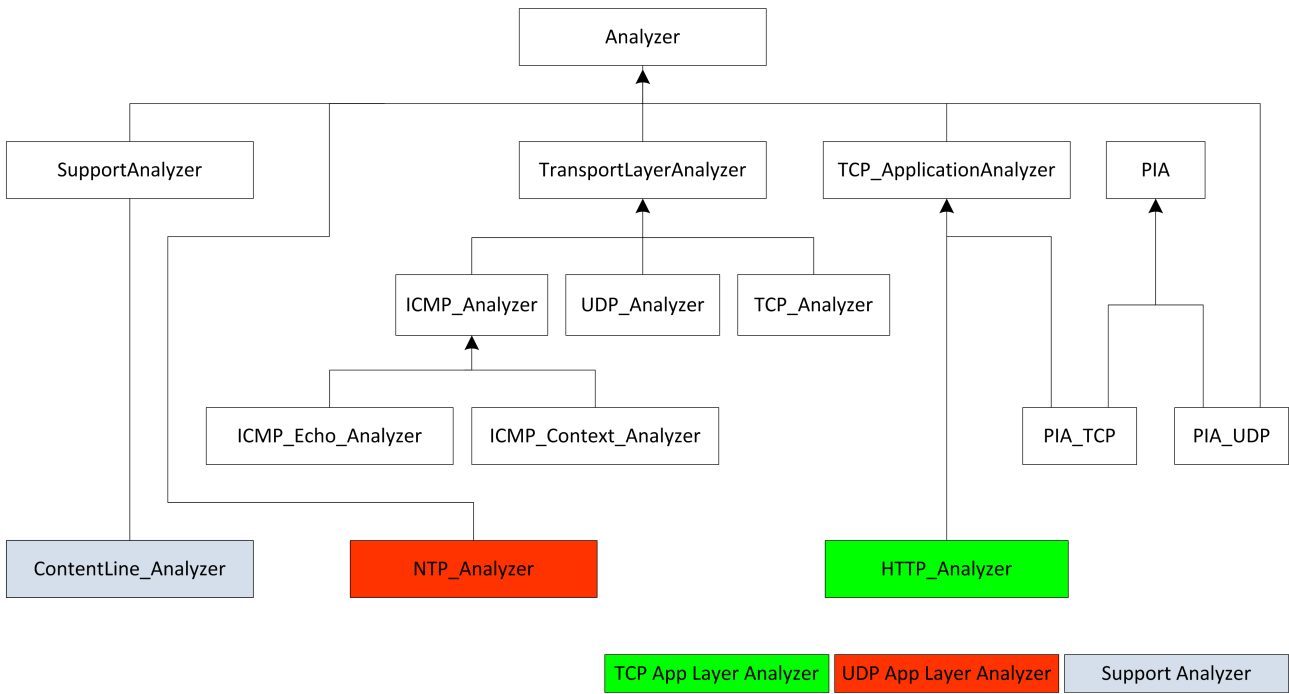 Analyzer
SupportAnalyzer
TransportLayerAnalyzer
TCP_ApplicationAnalyzer
PIA
ICMP_Analyzer
UDP_Analyzer
TCP_Analyzer
ICMP_Echo_Analyzer
ICMP_Context_Analyzer
PIA_TCP
PIA_UDP
ContentLine_Analyzer
NTP_Analyzer
HTTP_Analyzer
TCP App Layer Analyzer
UDP App Layer Analyzer
Support Analyzer